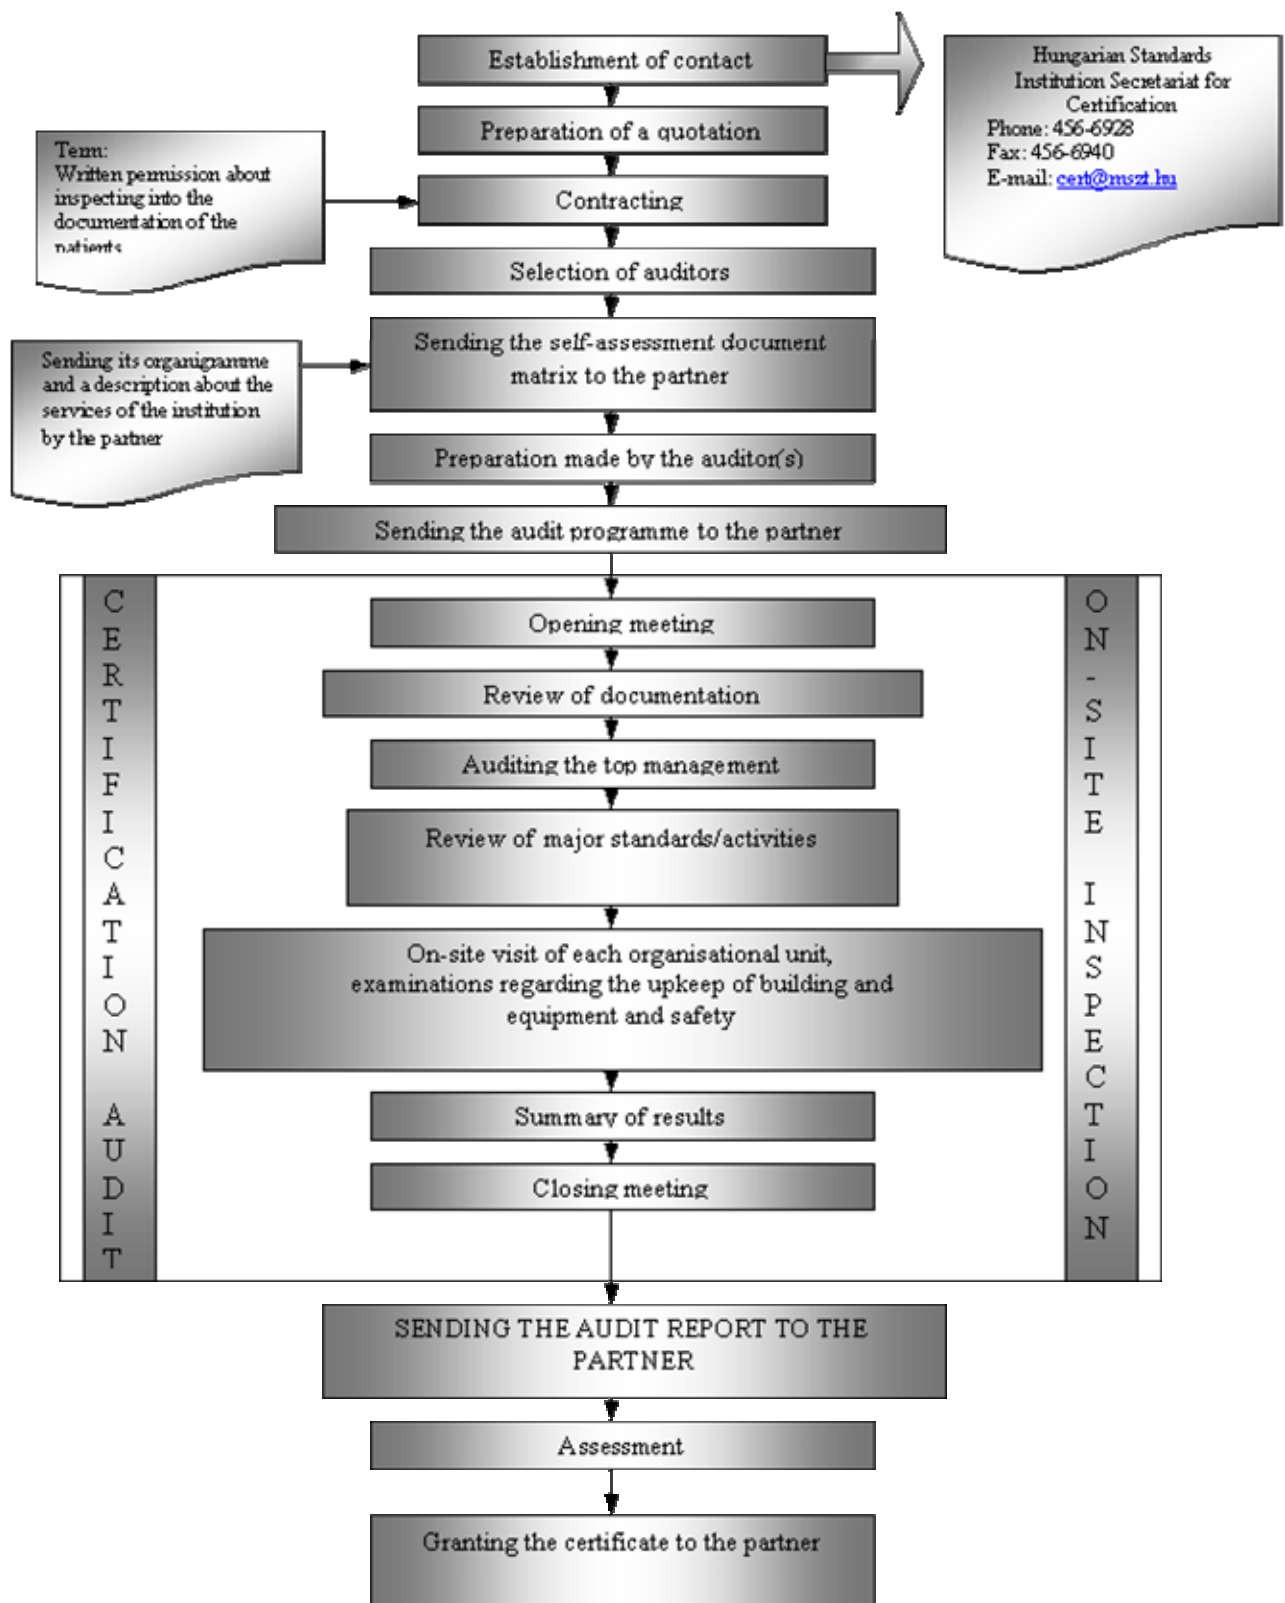 Establishment of contact
Hungarian Standards
Institution Secretariat for
Certification
Phone: 456-6928
Fax: 456-6940
E-mail: cert@mszt.hu
Preparation of a quotation
Term:
Written permission about
inspecting into the
documentation of the
patients
Contracting
Selection of auditors
Sending the self-assessment document
matrix to the partner
Sending its organigramme
and a description about the
services of the institution
by the partner
Preparation made by the auditor(s)
Sending the audit programme to the partner
CERTIFICATION AUDIT
ON-SITE INSPECTION
Opening meeting
Review of documentation
Auditing the top management
Review of major standards/activities
On-site visit of each organisational unit,
examinations regarding the upkeep of building and
equipment and safety
Summary of results
Closing meeting
SENDING THE AUDIT REPORT TO THE
PARTNER
Assessment
Granting the certificate to the partner